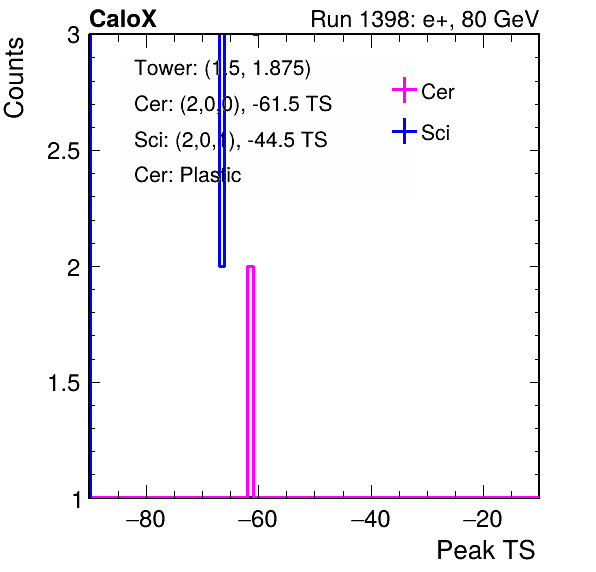 CaloX Run 1398: e+, 80 GeV
Counts
3
2.5
2
1.5
1
Tower: (1.5, 1.875)
Cer: (2,0,0), -61.5 TS
Sci: (2,0,1), -44.5 TS
Cer: Plastic
Cer
Sci
−80 −60 −40 −20
Peak TS